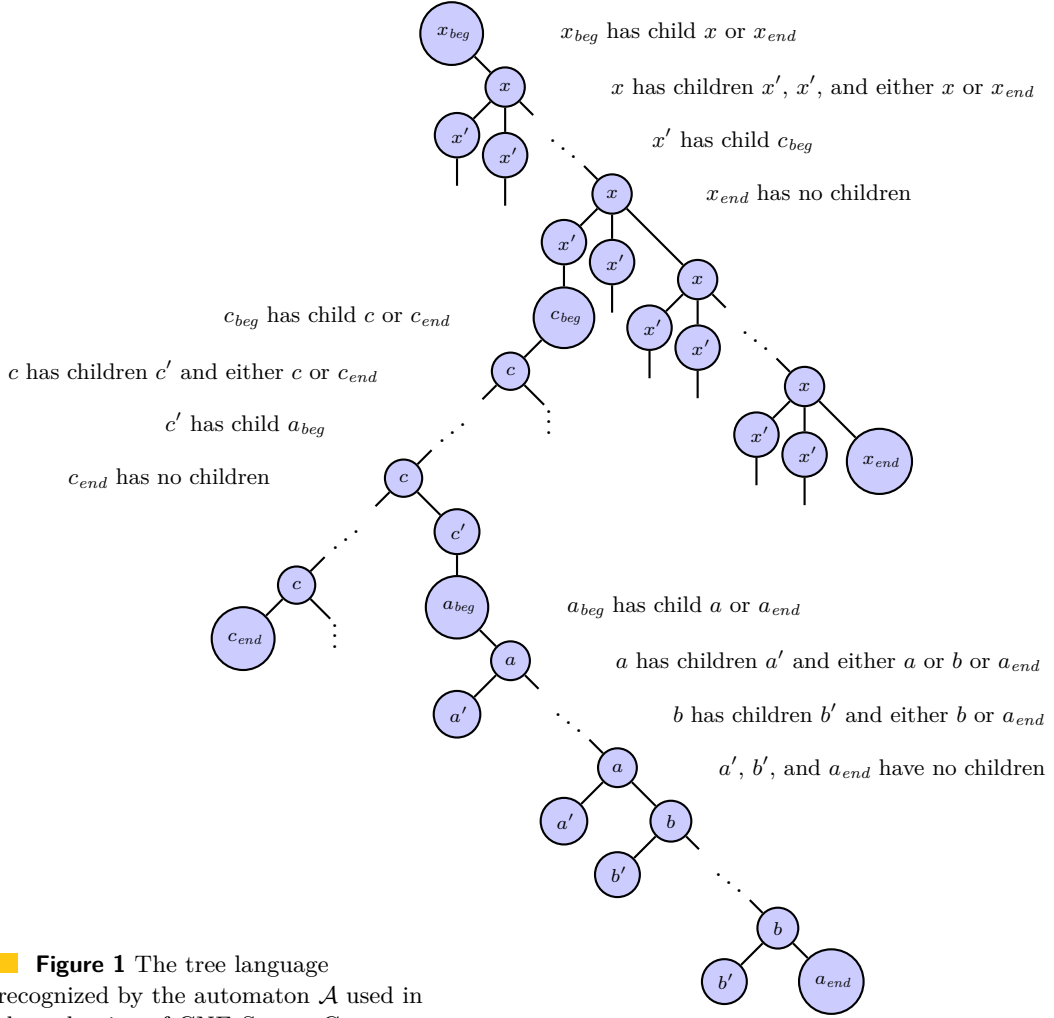 x_beg
x_beg has child x or x_end
x
x has children x′, x′, and either x or x_end
x′
x′
x′ has child c_beg
x
x_end has no children
x′
x′
x
c_beg has child c or c_end
c_beg
x′
x′
c has children c′ and either c or c_end
c
x
c′ has child a_beg
x′
x′
x_end
c_end has no children
c
c′
c
a_beg
a_beg has child a or a_end
c_end
a
a has children a′ and either a or b or a_end
a′
b has children b′ and either b or a_end
a
a′, b′, and a_end have no children
a′
b
b′
b
Figure 1 The tree language
recognized by the automaton 𝒜 used in
b′
a_end